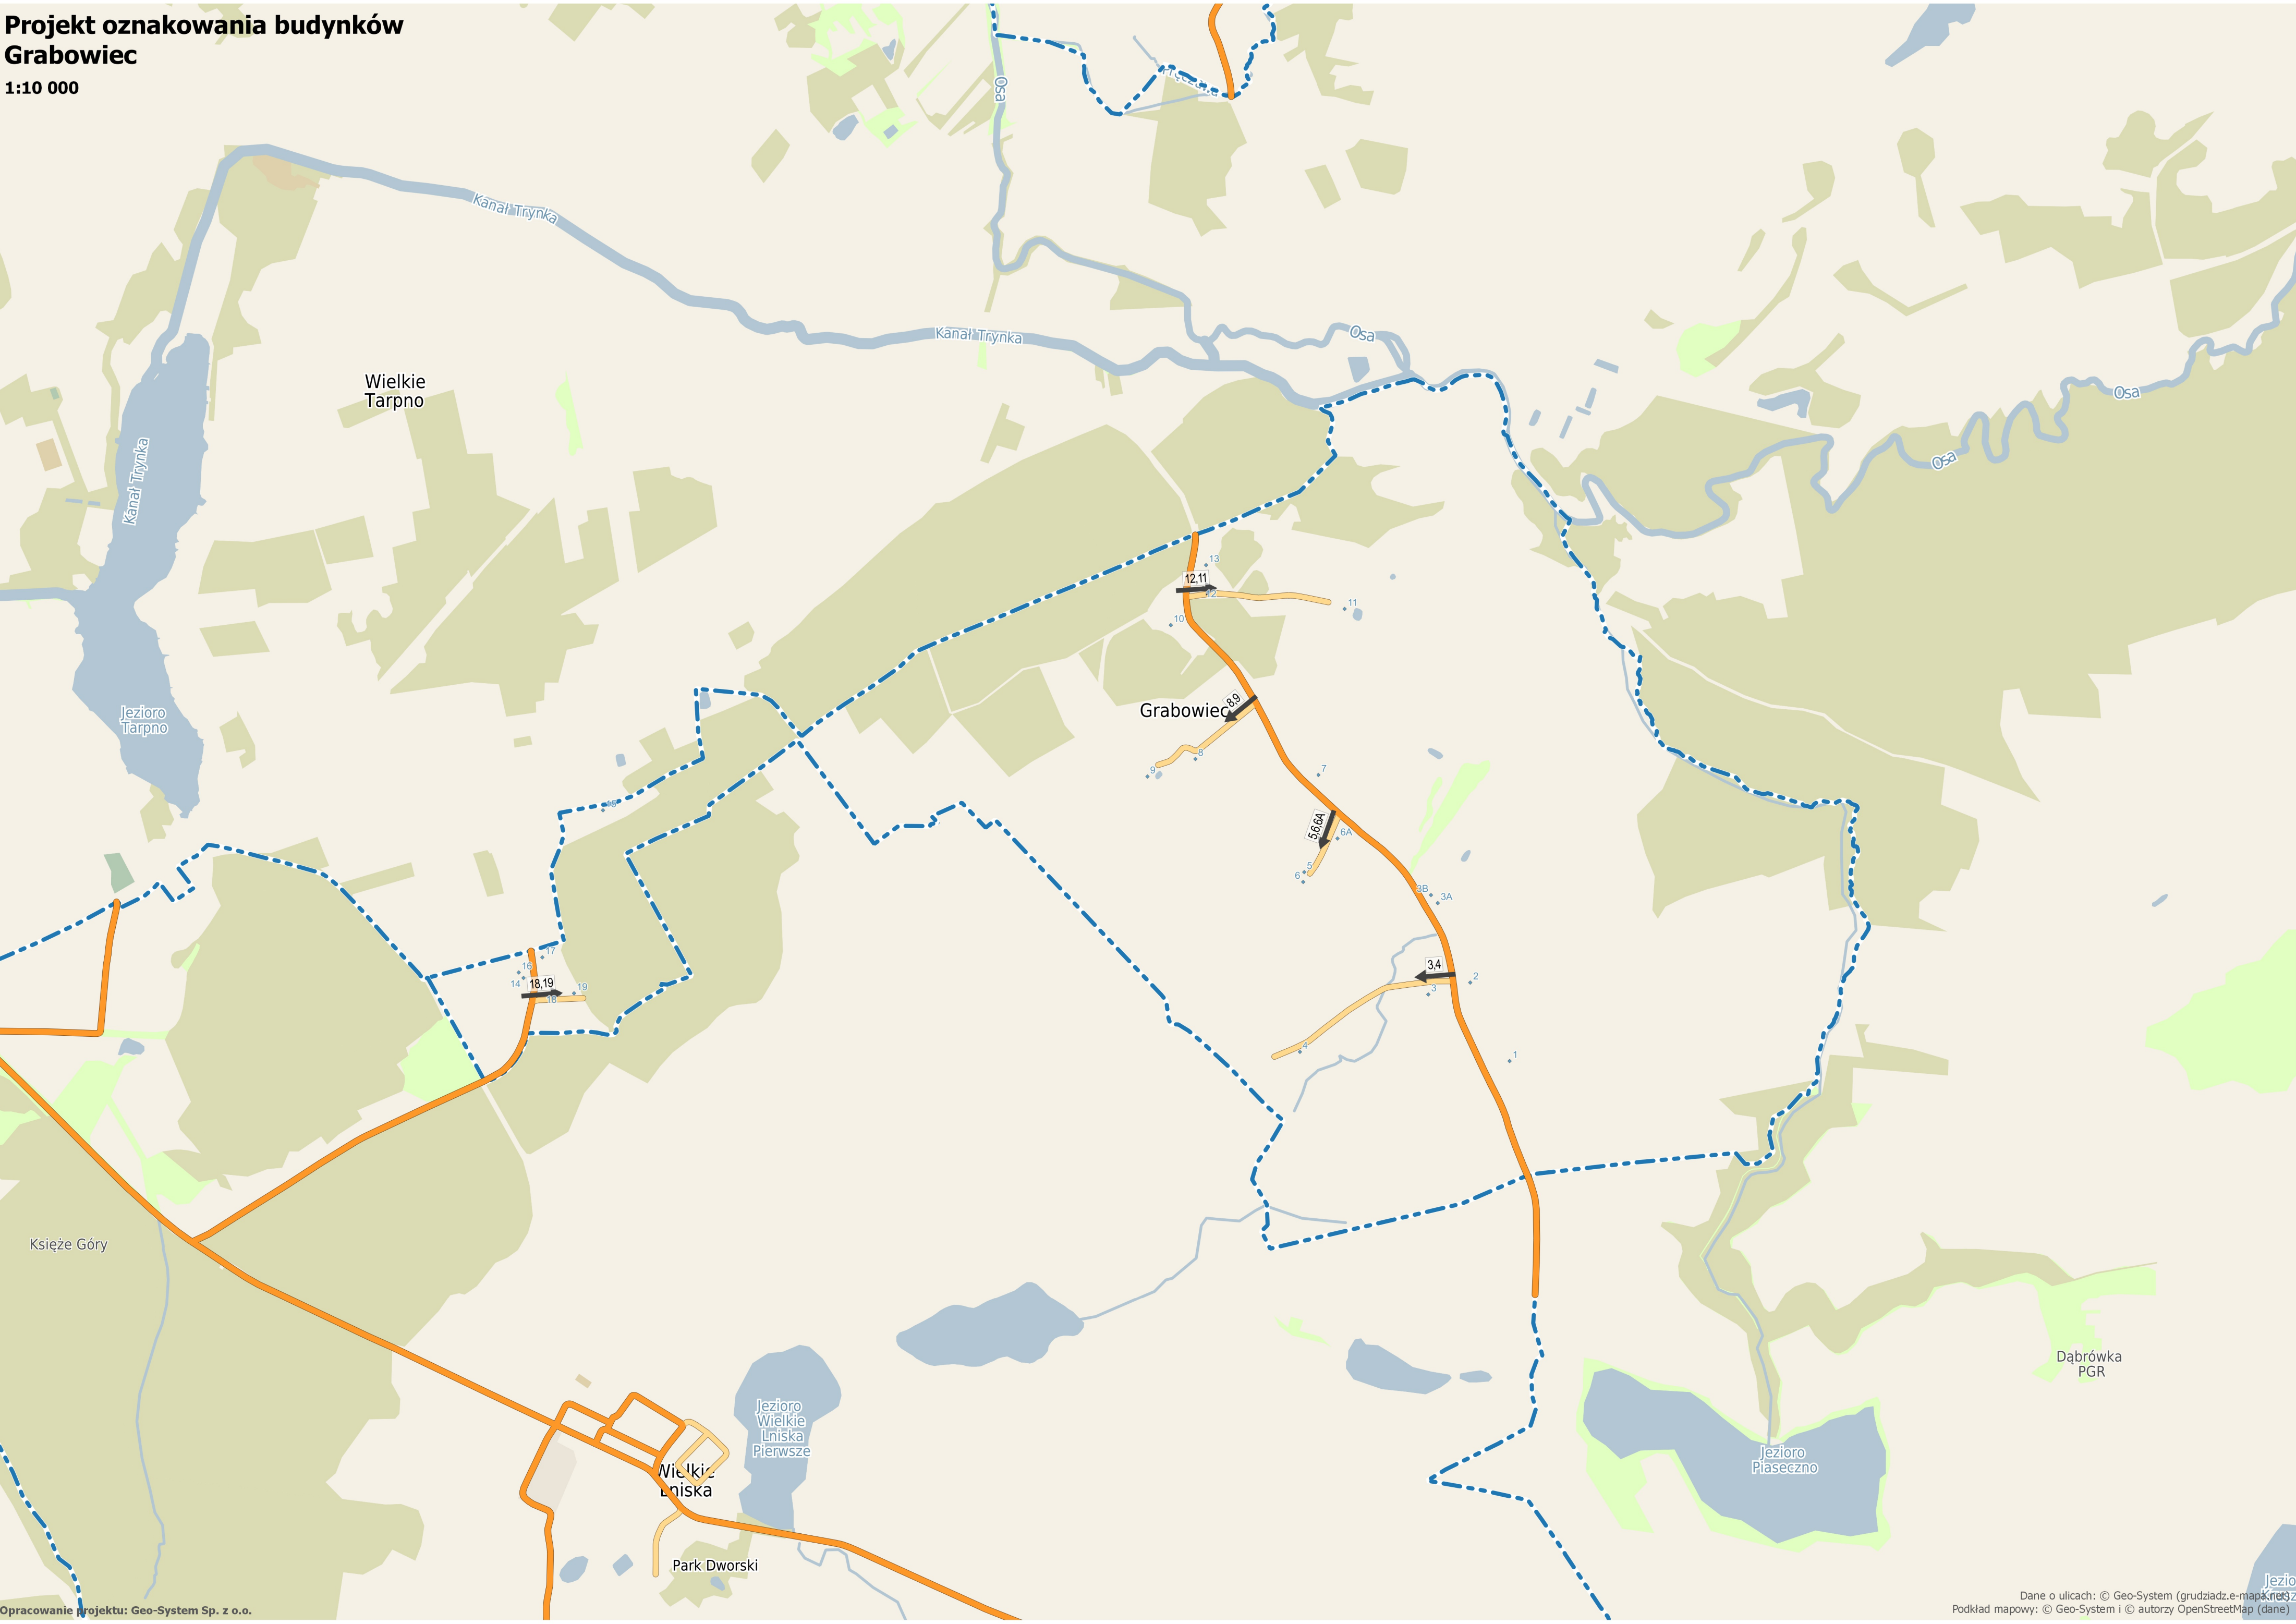 Projekt oznakowania budynków
Grabowiec
1:10 000
Osa
Kanał Trynka
Kanał Trynka
Osa
Wielkie
Tarpno
Osa
Osa
Kanał Trynka
13
12,11
12
11
10
Jezioro
Tarpno
8,9
Grabowiec
8
9
7
15
5,6,6A
6A
5
6
3B
3A
17
16
14
18,19
18
19
3,4
2
3
4
1
Księże Góry
Dąbrówka
PGR
Jezioro
Wielkie
Lniska
Pierwsze
Jezioro
Piaseczno
Wielkie
Lniska
Park Dworski
Opracowanie projektu: Geo-System Sp. z o.o.
Dane o ulicach: © Geo-System (grudziadz.e-mapa.net)
Podkład mapowy: © Geo-System i © autorzy OpenStreetMap (dane)